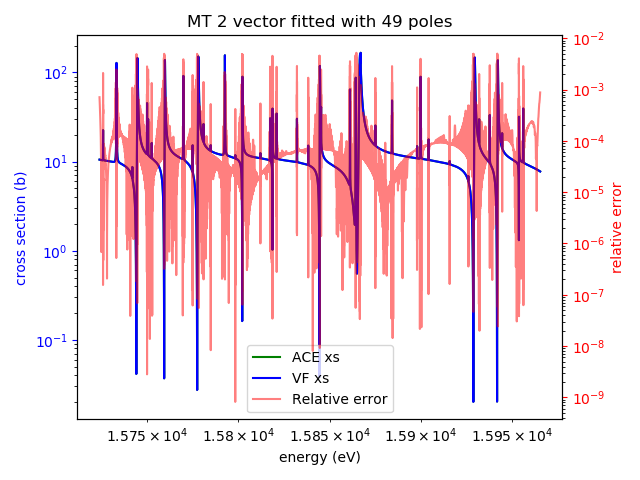 MT 2 vector fitted with 49 poles
cross section (b)
10²
10¹
10⁰
10⁻¹
10⁻²
10⁻³
10⁻⁴
10⁻⁵
10⁻⁶
10⁻⁷
10⁻⁸
10⁻⁹
relative error
ACE xs
VF xs
Relative error
1.575×10⁴ 1.58×10⁴ 1.585×10⁴ 1.59×10⁴ 1.595×10⁴
energy (eV)